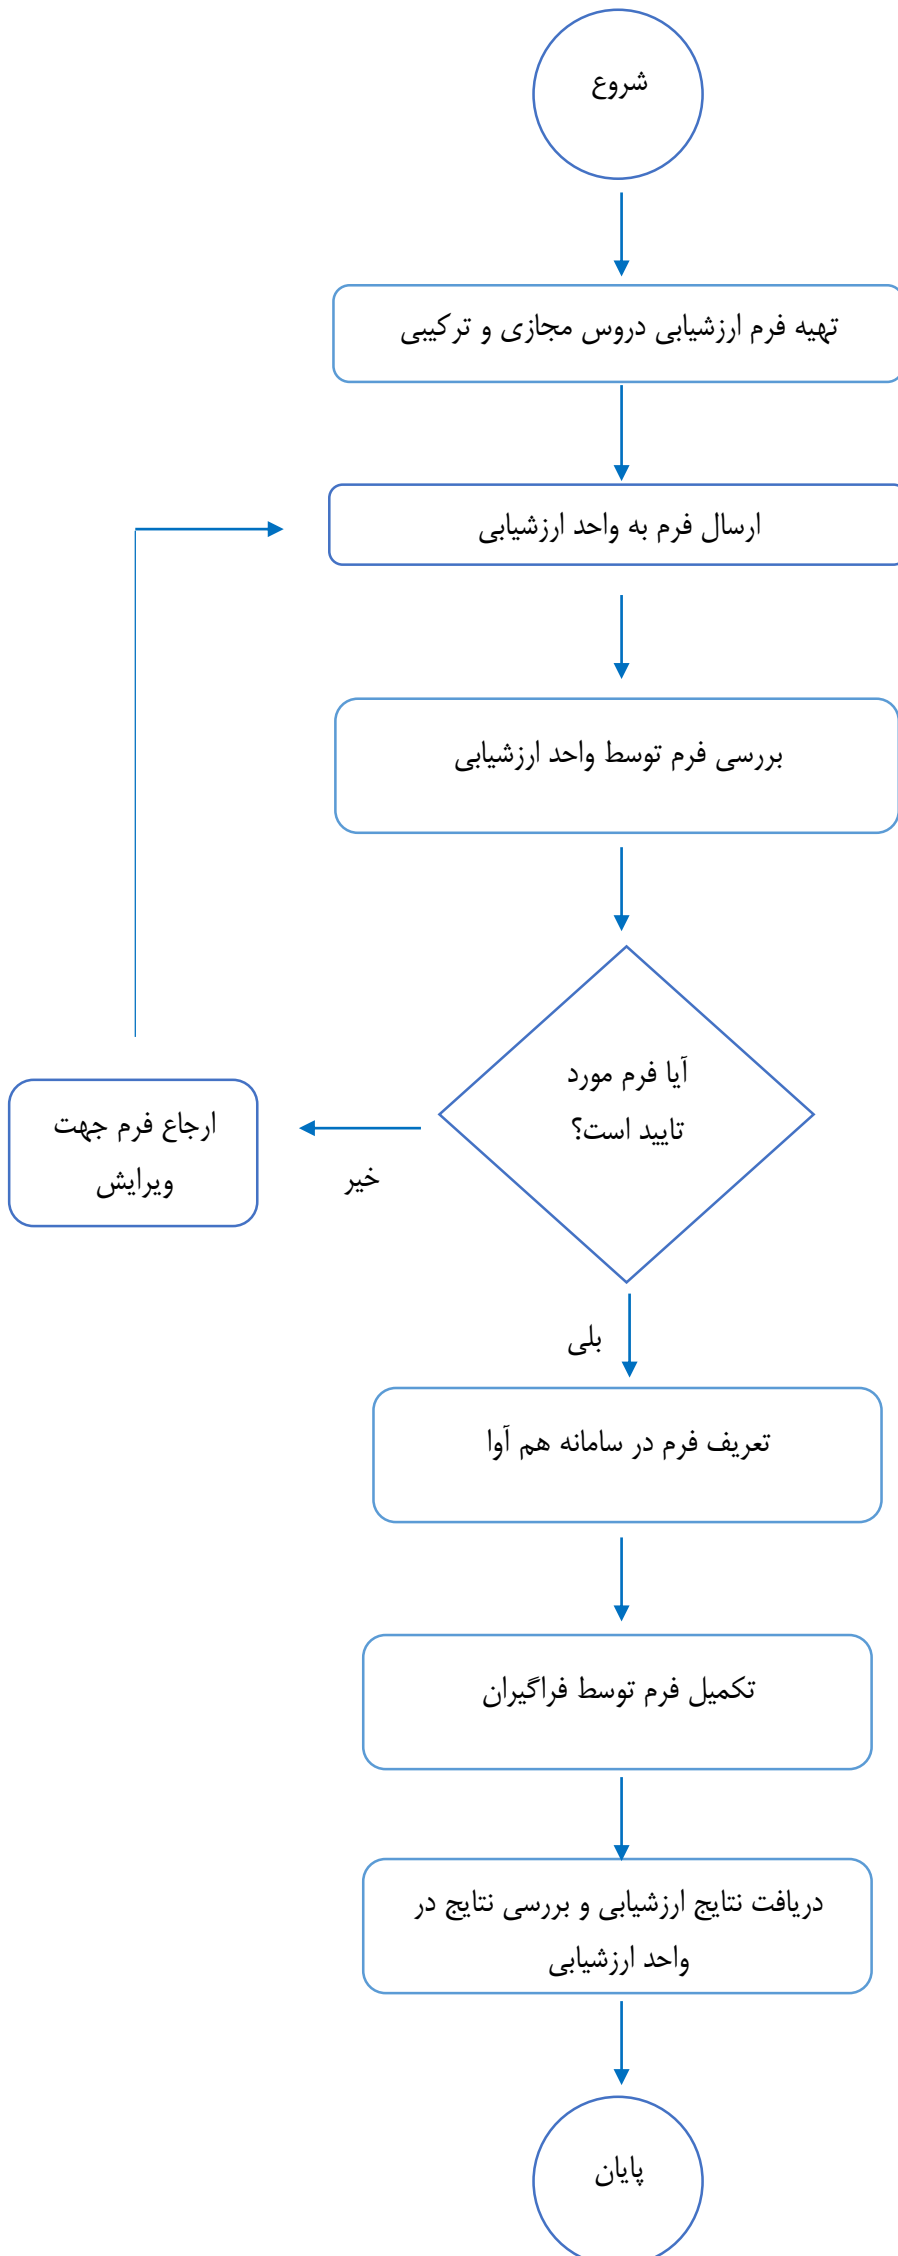 شروع
تهیه فرم ارزشیابی دروس مجازی و ترکیبی
ارسال فرم به واحد ارزشیابی
بررسی فرم توسط واحد ارزشیابی
آیا فرم مورد
تایید است؟
خیر
ارجاع فرم جهت
ویرایش
بلی
تعریف فرم در سامانه هم آوا
تکمیل فرم توسط فراگیران
دریافت نتایج ارزشیابی و بررسی نتایج در
واحد ارزشیابی
پایان